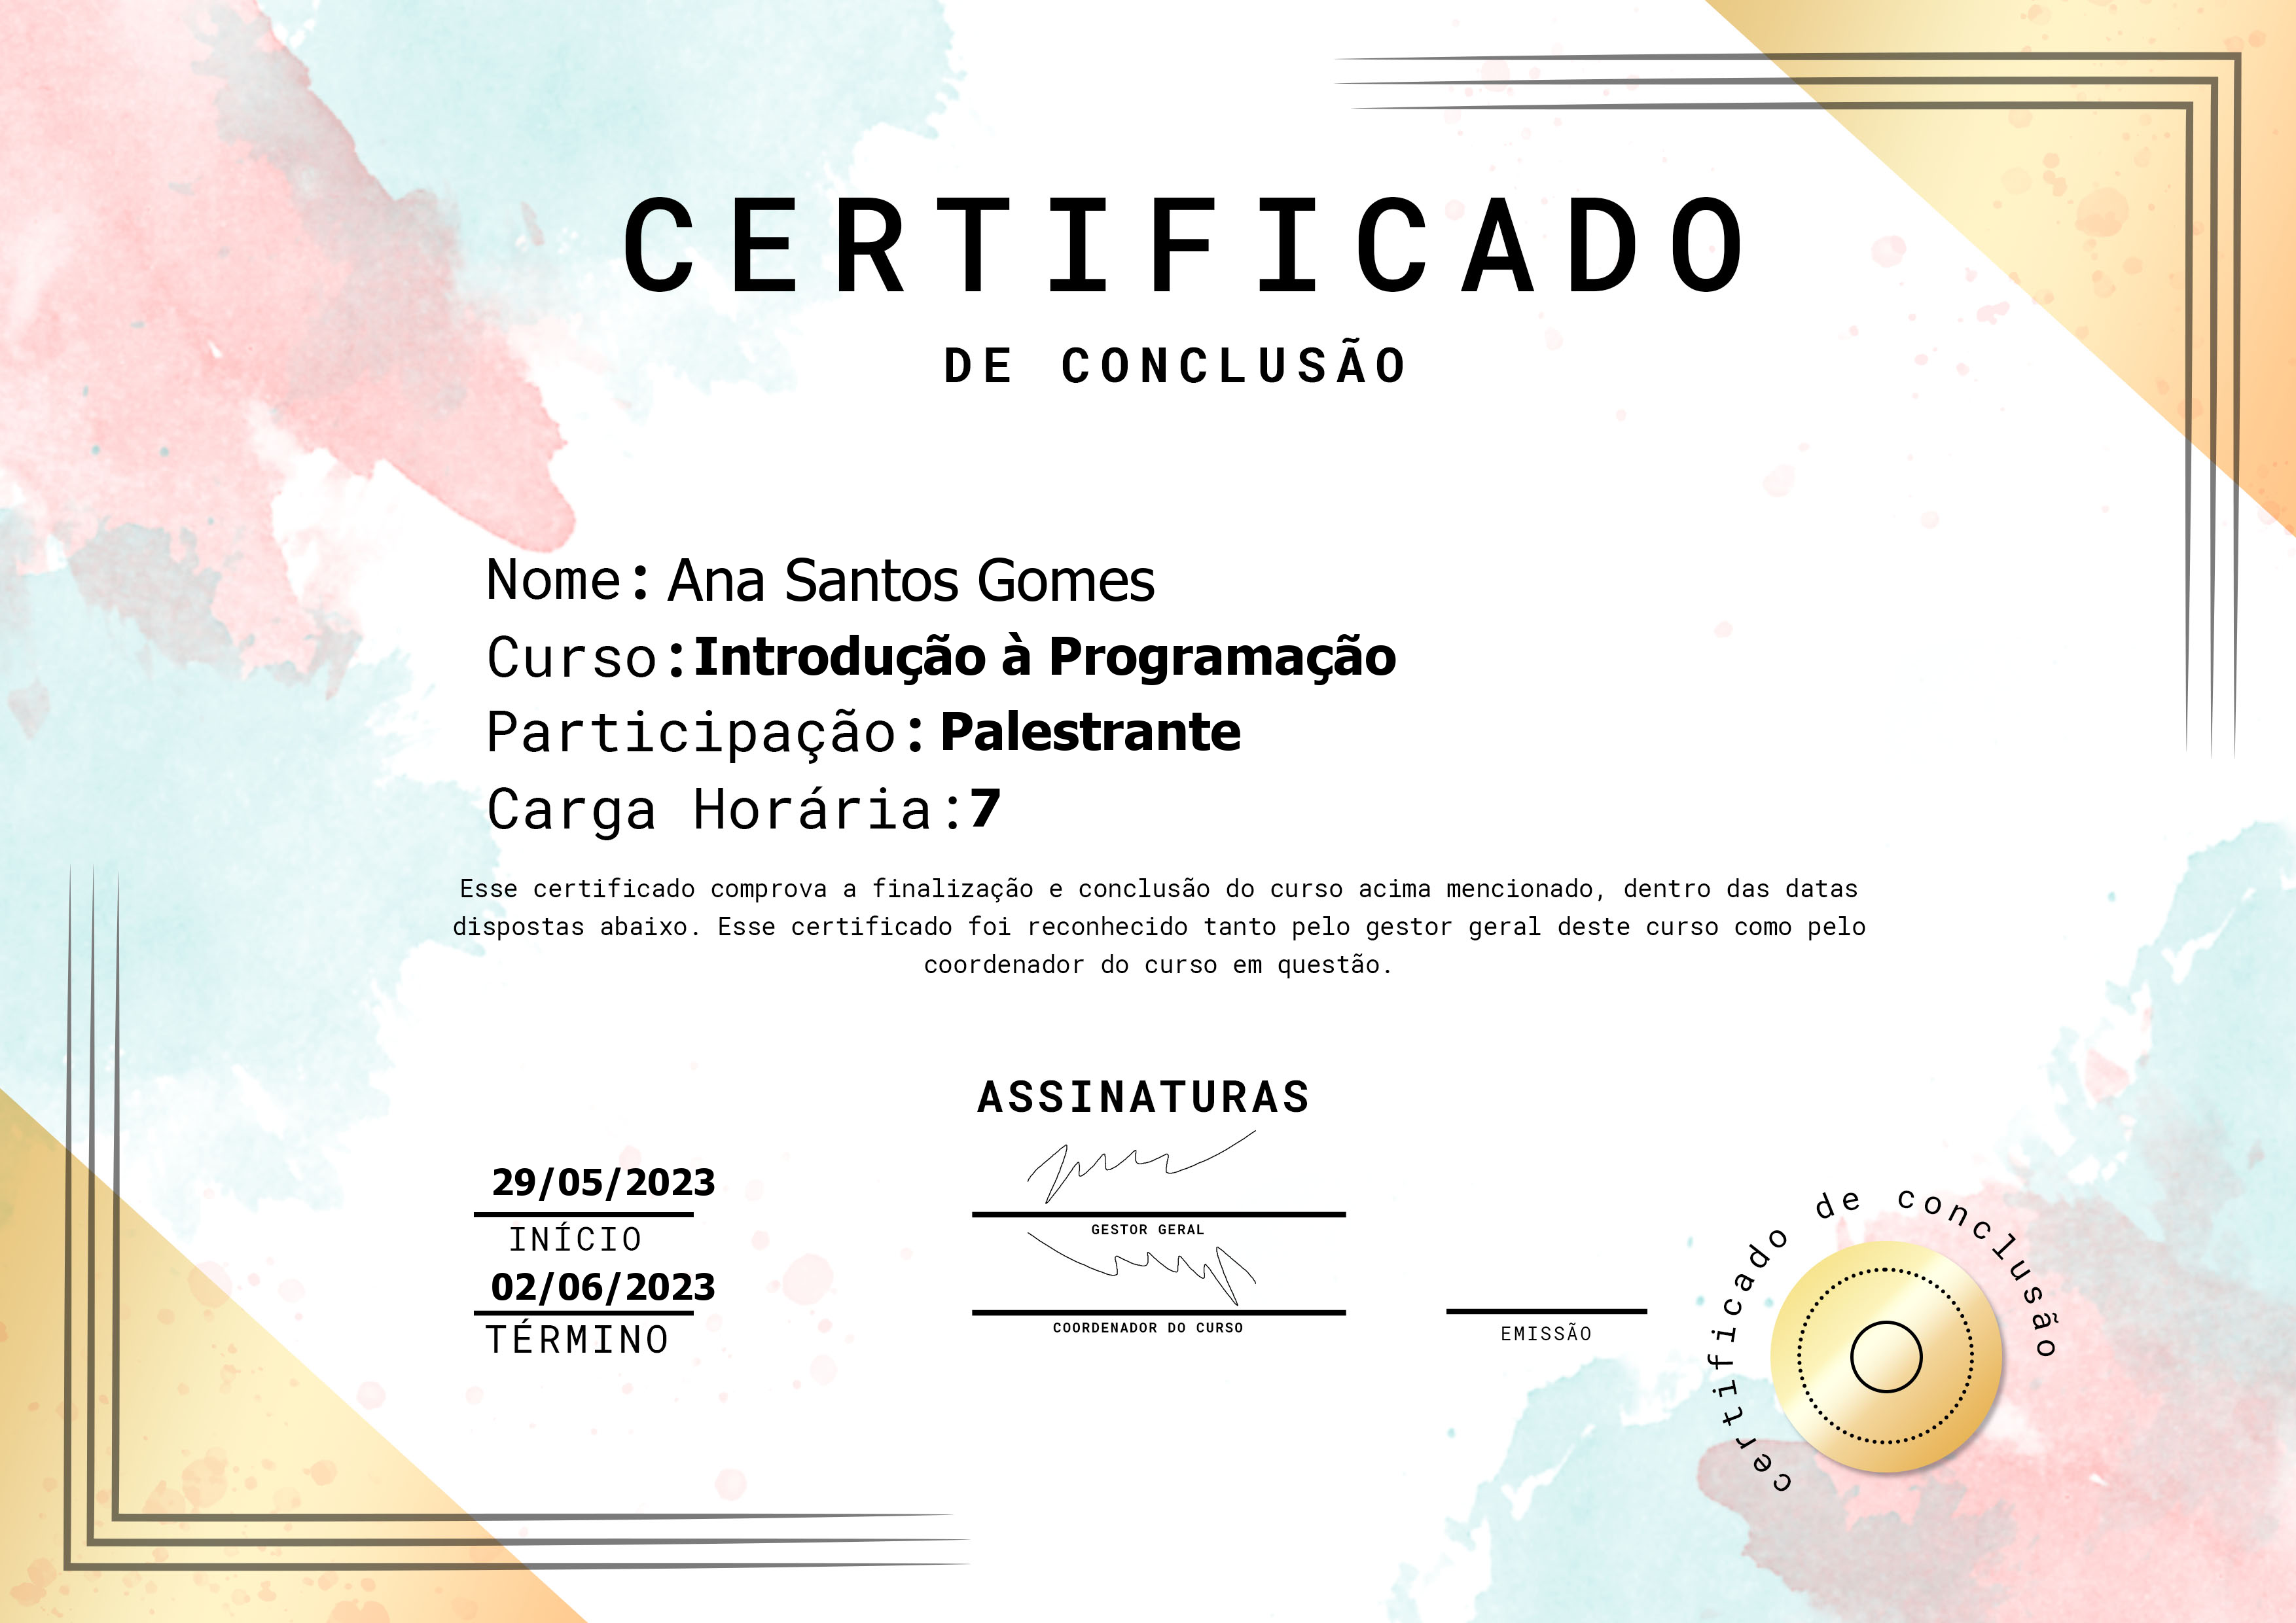 CERTIFICADO
DE CONCLUSÃO
Nome: Ana Santos Gomes
Curso:Introdução à Programação
Participação: Palestrante
Carga Horária:7
Esse certificado comprova a finalização e conclusão do curso acima mencionado, dentro das datas
dispostas abaixo. Esse certificado foi reconhecido tanto pelo gestor geral deste curso como pelo
coordenador do curso em questão.
ASSINATURAS
29/05/2023
INÍCIO
GESTOR GERAL
02/06/2023
TÉRMINO
COORDENADOR DO CURSO
EMISSÃO
certificado de conclusão